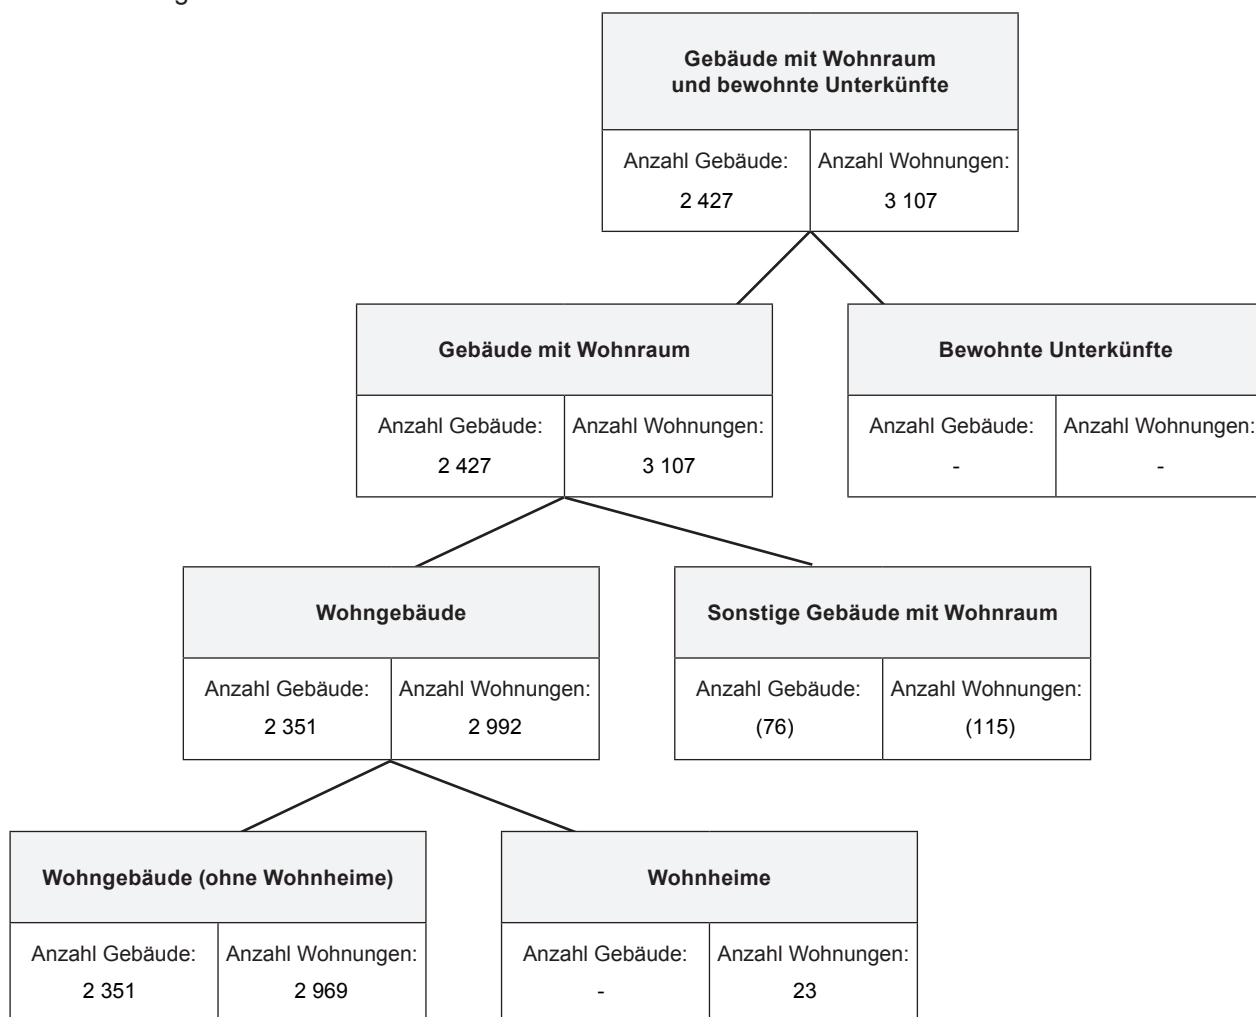 Gebäude mit Wohnraum
und bewohnte Unterkünfte
Anzahl Gebäude: Anzahl Wohnungen:
2 427 3 107
Gebäude mit Wohnraum Bewohnte Unterkünfte
Anzahl Gebäude: Anzahl Wohnungen: Anzahl Gebäude: Anzahl Wohnungen:
2 427 3 107 - -
Wohngebäude Sonstige Gebäude mit Wohnraum
Anzahl Gebäude: Anzahl Wohnungen: Anzahl Gebäude: Anzahl Wohnungen:
2 351 2 992 (76) (115)
Wohngebäude (ohne Wohnheime) Wohnheime
Anzahl Gebäude: Anzahl Wohnungen: Anzahl Gebäude: Anzahl Wohnungen:
2 351 2 969 - 23